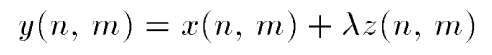 y(n, m) = x(n, m) + λz(n, m)